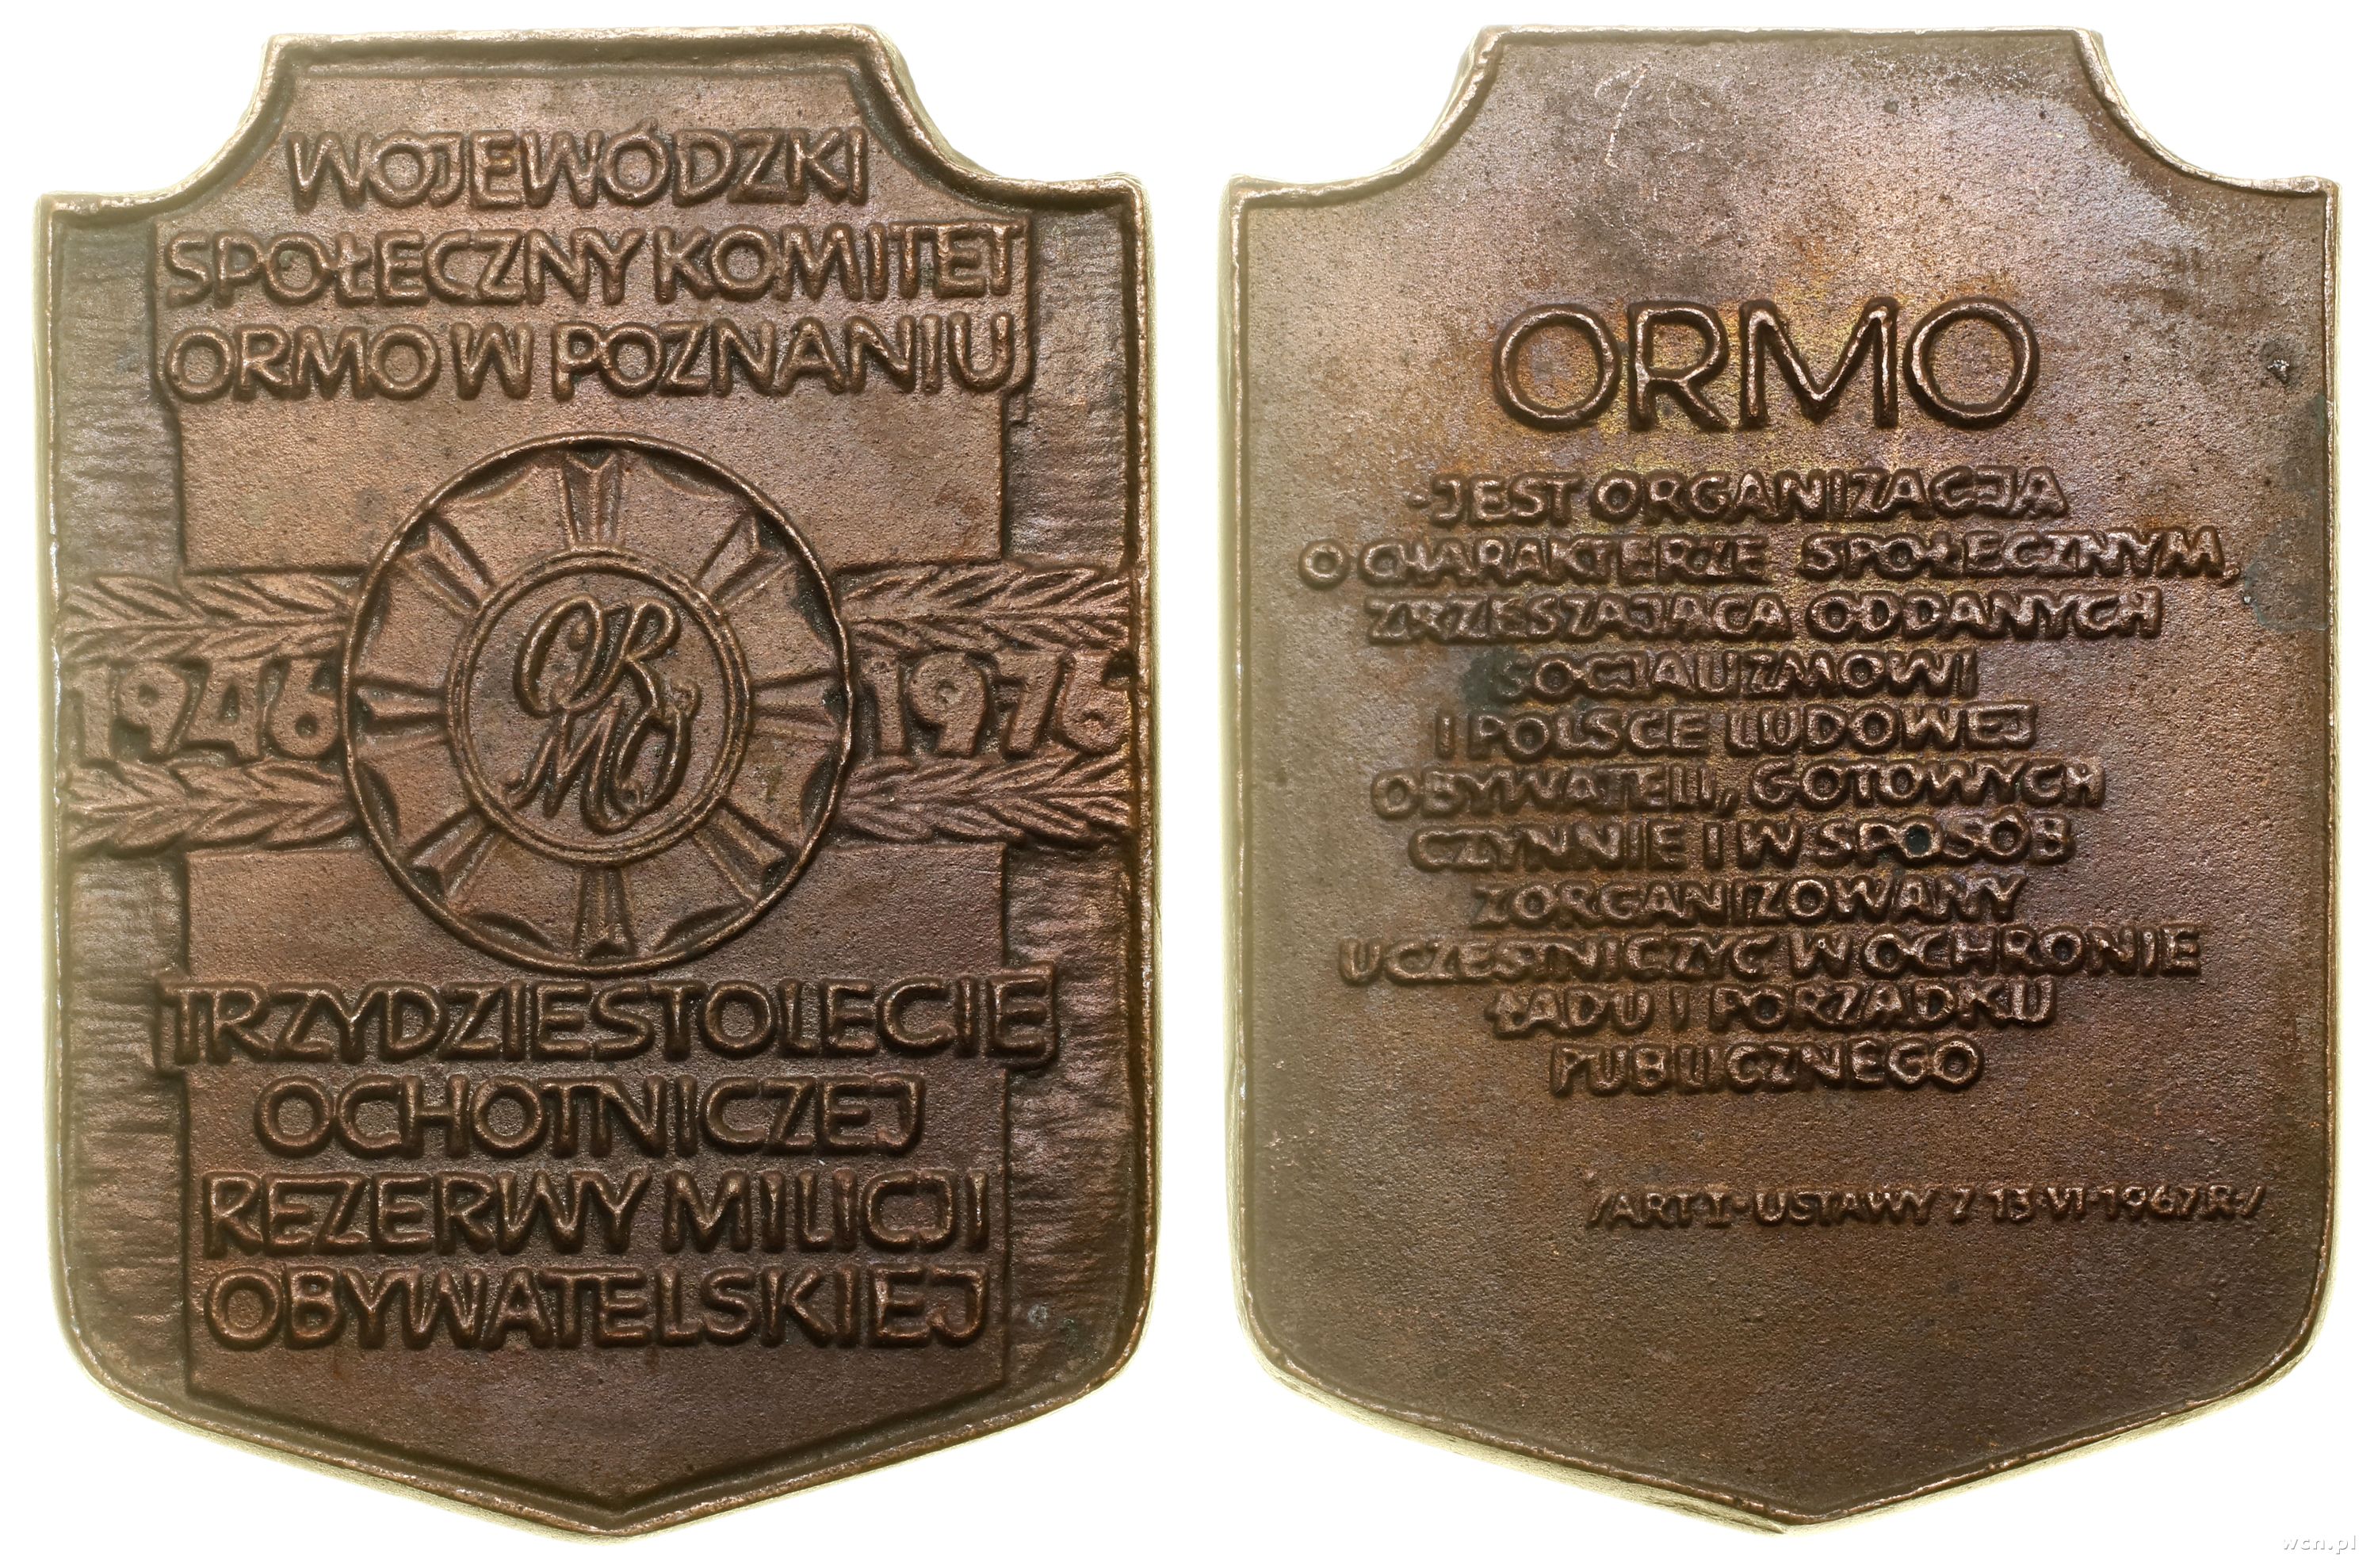 WOJEWÓDZKI
SPOŁECZNY KOMITET
ORMO W POZNANIU
1946
ORMO
1976
TRZYDZIESTOLECIE
OCHOTNICZEJ
REZERWY MILICJI
OBYWATELSKIEJ
ORMO
-JEST ORGANIZACJĄ
O CHARAKTERZE SPOŁECZNYM,
ZRZESZAJĄCĄ ODDANYCH
SOCJALIZMOWI
I POLSCE LUDOWEJ
OBYWATELI, GOTOWYCH
CZYNNIE I W SPOSÓB
ZORGANIZOWANY
UCZESTNICZYĆ W OCHRONIE
ŁADU I PORZĄDKU
PUBLICZNEGO
/ART·I-USTAWY Z 13·VI·1967R·/
wcn.pl